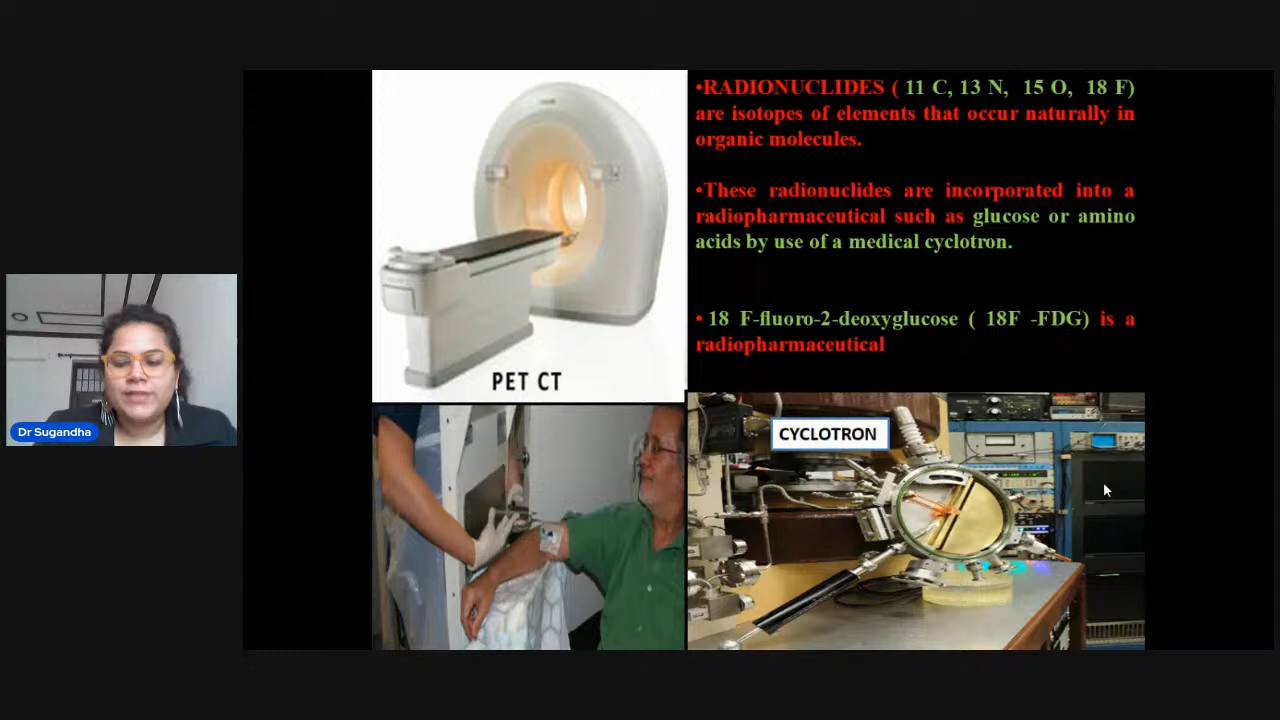 •RADIONUCLIDES ( 11 C, 13 N, 15 O, 18 F)
are isotopes of elements that occur naturally in
organic molecules.
•These radionuclides are incorporated into a
radiopharmaceutical such as glucose or amino
acids by use of a medical cyclotron.
• 18 F-fluoro-2-deoxyglucose ( 18F -FDG) is a
radiopharmaceutical
PET CT
CYCLOTRON
Dr Sugandha